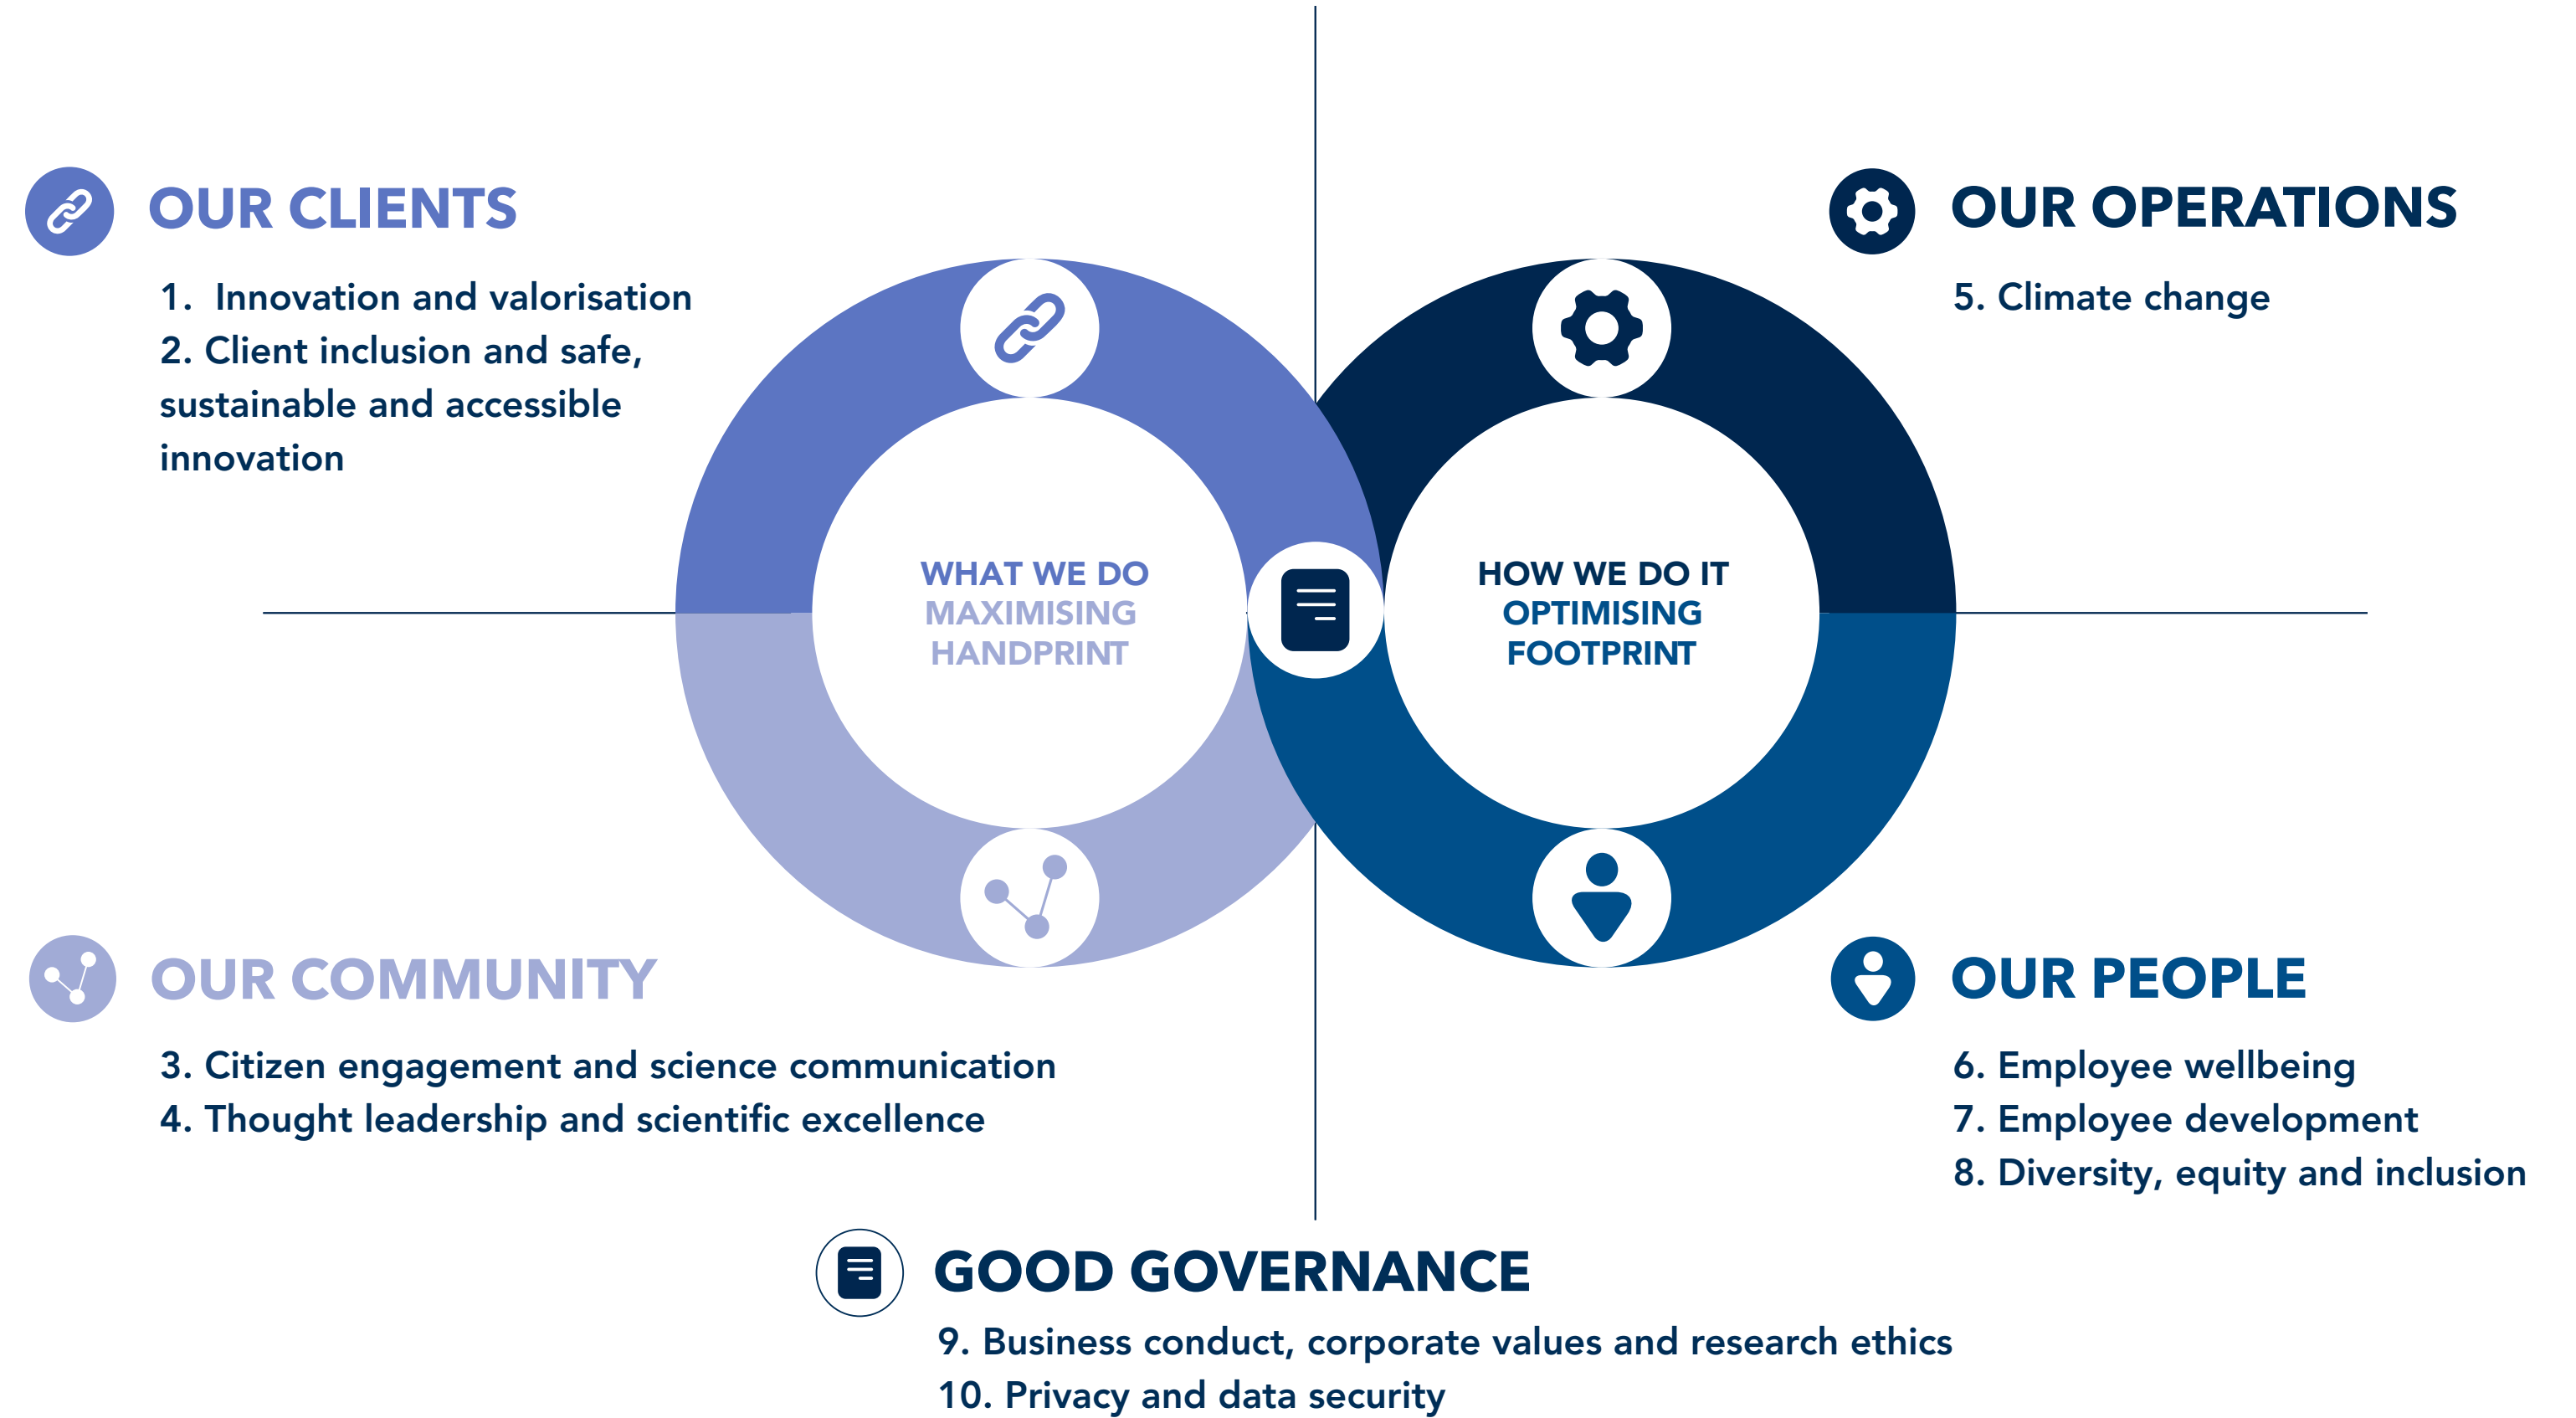 OUR CLIENTS
1. Innovation and valorisation
2. Client inclusion and safe,
sustainable and accessible
innovation
OUR OPERATIONS
5. Climate change
WHAT WE DO
MAXIMISING
HANDPRINT
HOW WE DO IT
OPTIMISING
FOOTPRINT
OUR COMMUNITY
3. Citizen engagement and science communication
4. Thought leadership and scientific excellence
OUR PEOPLE
6. Employee wellbeing
7. Employee development
8. Diversity, equity and inclusion
GOOD GOVERNANCE
9. Business conduct, corporate values and research ethics
10. Privacy and data security